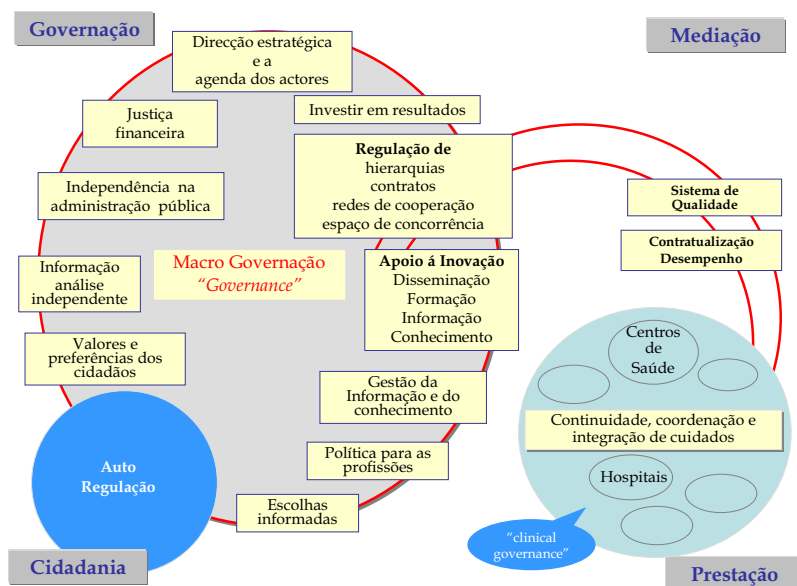 Governação
Mediação
Direcção estratégica
e a
agenda dos actores
Investir em resultados
Justiça
financeira
Regulação de
hierarquias
contratos
redes de cooperação
espaço de concorrência
Independência na
administração pública
Sistema de
Qualidade
Contratualização
Desempenho
Macro Governação
“Governance”
Apoio á Inovação
Disseminação
Formação
Informação
Conhecimento
Informação
análise
independente
Valores e
preferências dos
cidadãos
Centros
de
Saúde
Gestão da
Informação e do
conhecimento
Continuidade, coordenação e
integração de cuidados
Política para as
profissões
Auto
Regulação
Hospitais
Escolhas
informadas
“clinical
governance”
Cidadania
Prestação